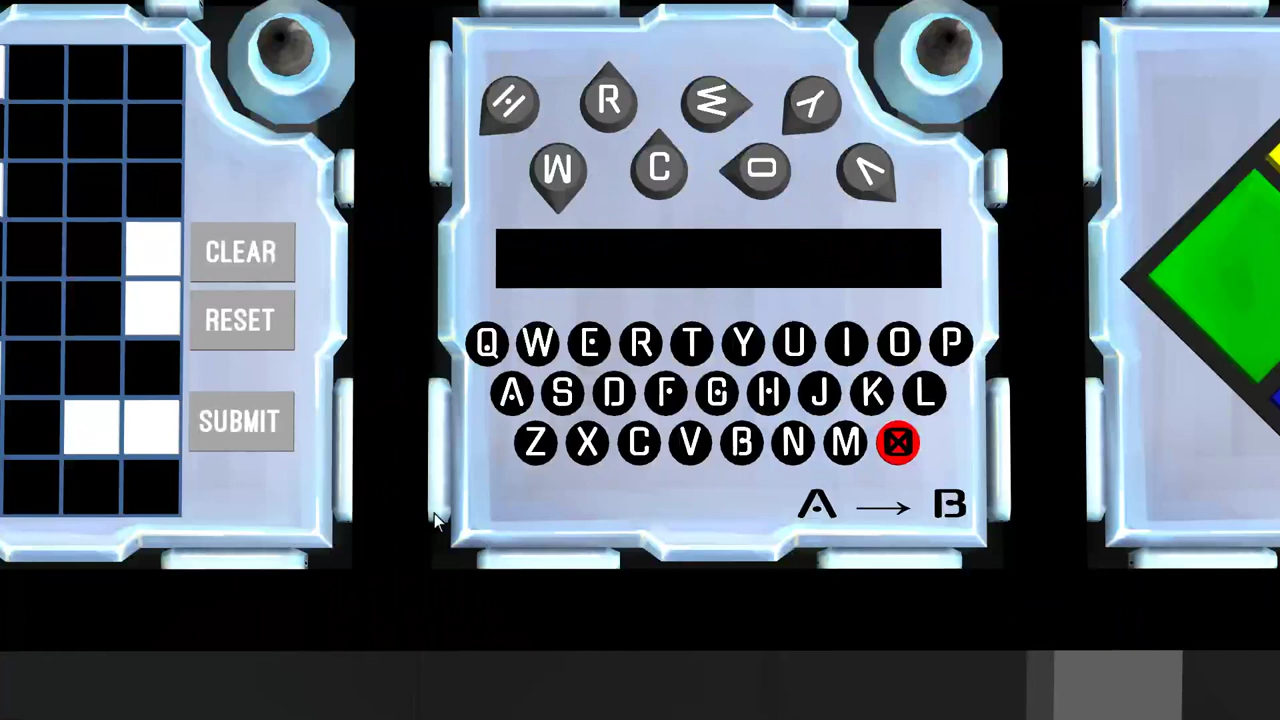 H R W Y
M C O V
CLEAR
RESET
SUBMIT
Q W E R T Y U I O P
A S D F G H J K L
Z X C V B N M
A → B